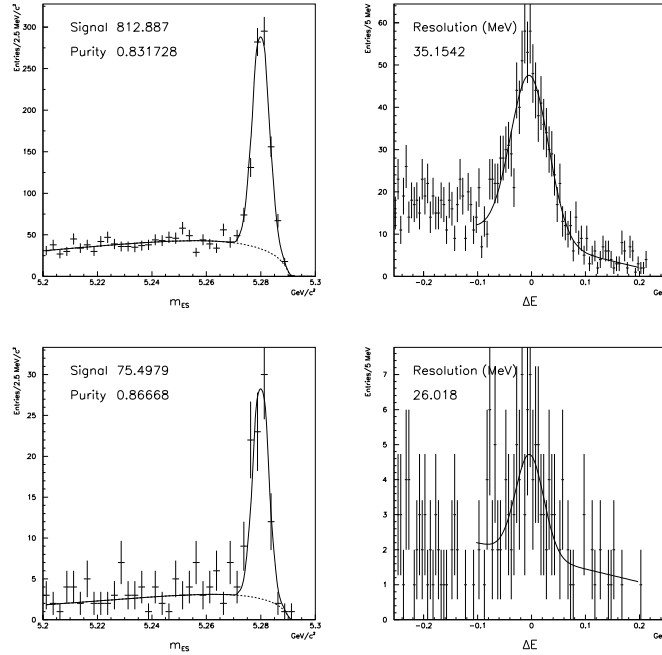 Entries/2.5 MeV/c²
Signal 812.887
Purity 0.831728
300
250
200
150
100
50
0
5.2
5.22
5.24
5.26
5.28
5.3
GeV/c²
m_ES
Entries/5 MeV
Resolution (MeV)
35.1542
60
50
40
30
20
10
0
-0.2
-0.1
0
0.1
0.2
Ge
ΔE
Entries/2.5 MeV/c²
Signal 75.4979
Purity 0.86668
30
25
20
15
10
5
0
5.2
5.22
5.24
5.26
5.28
5.3
GeV/c²
m_ES
Entries/5 MeV
Resolution (MeV)
26.018
7
6
5
4
3
2
1
0
-0.2
-0.1
0
0.1
0.2
Ge
ΔE